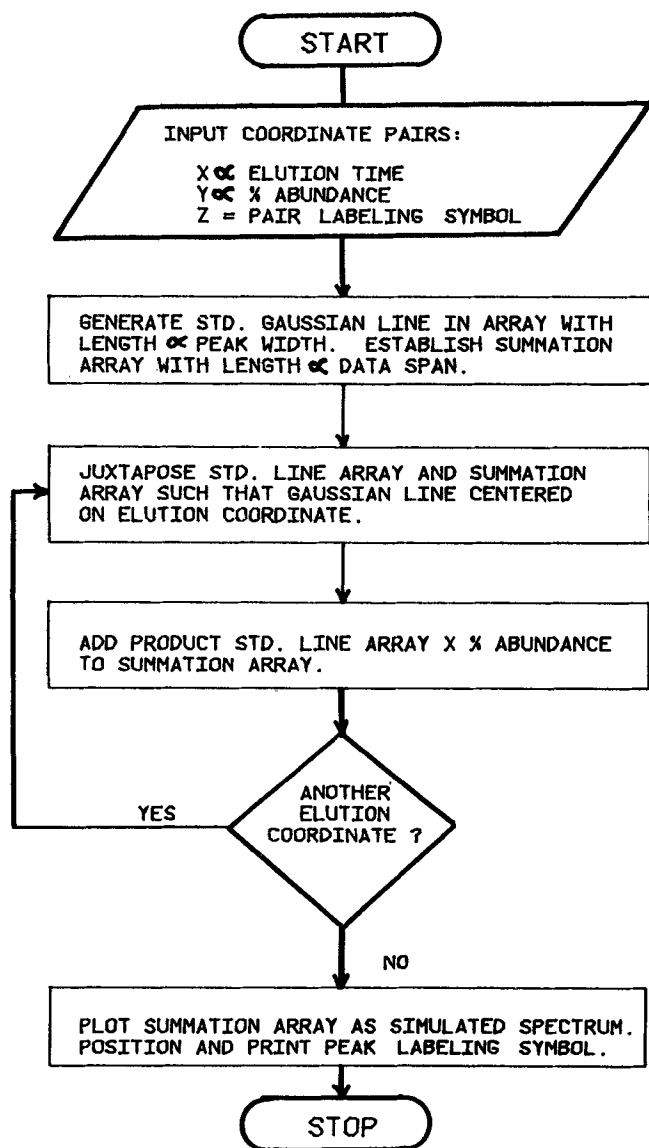 START
INPUT COORDINATE PAIRS:
X ∝ ELUTION TIME
Y ∝ % ABUNDANCE
Z = PAIR LABELING SYMBOL
GENERATE STD. GAUSSIAN LINE IN ARRAY WITH
LENGTH ∝ PEAK WIDTH. ESTABLISH SUMMATION
ARRAY WITH LENGTH ∝ DATA SPAN.
JUXTAPOSE STD. LINE ARRAY AND SUMMATION
ARRAY SUCH THAT GAUSSIAN LINE CENTERED
ON ELUTION COORDINATE.
ADD PRODUCT STD. LINE ARRAY X % ABUNDANCE
TO SUMMATION ARRAY.
ANOTHER
ELUTION
COORDINATE ?
YES
NO
PLOT SUMMATION ARRAY AS SIMULATED SPECTRUM.
POSITION AND PRINT PEAK LABELING SYMBOL.
STOP